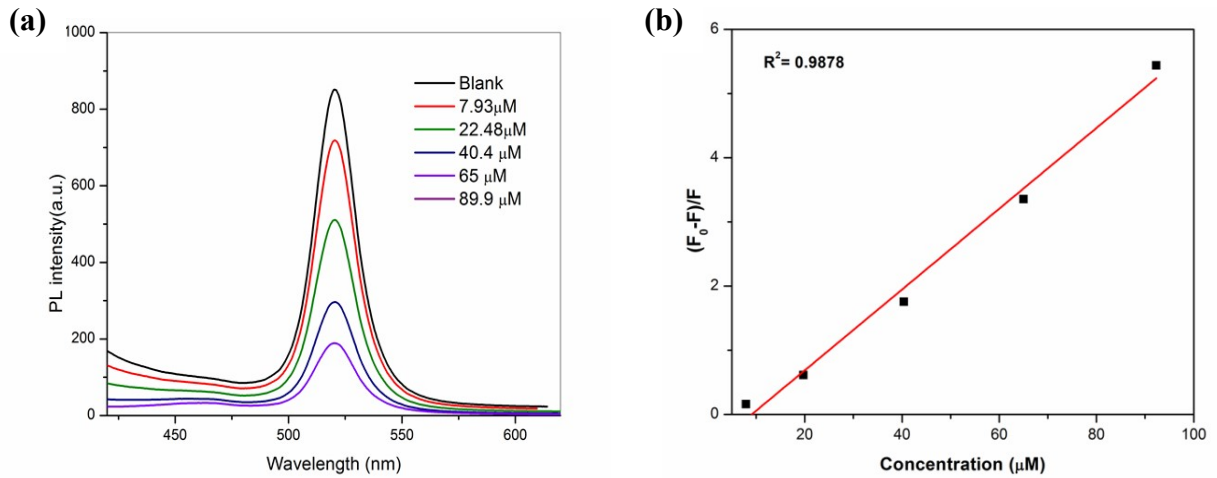 (a)
1000
800
600
400
200
0
PL intensity(a.u.)
Blank
7.93μM
22.48μM
40.4 μM
65 μM
89.9 μM
450 500 550 600
Wavelength (nm)
(b)
6
4
2
0
(F₀-F)/F
R²= 0.9878
20 40 60 80 100
Concentration (μM)